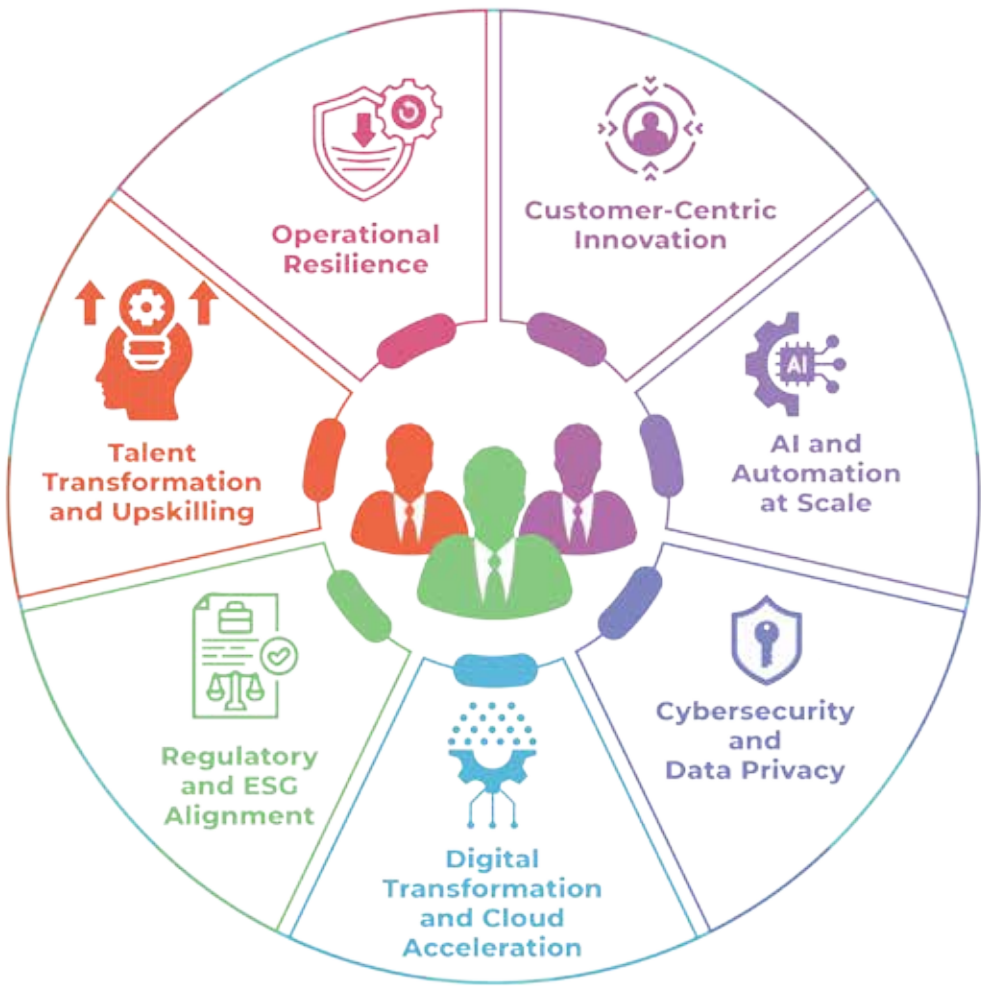 Operational
Resilience
Customer-Centric
Innovation
AI
AI and
Automation
at Scale
Cybersecurity
and
Data Privacy
Digital
Transformation
and Cloud
Acceleration
Regulatory
and ESG
Alignment
Talent
Transformation
and Upskilling